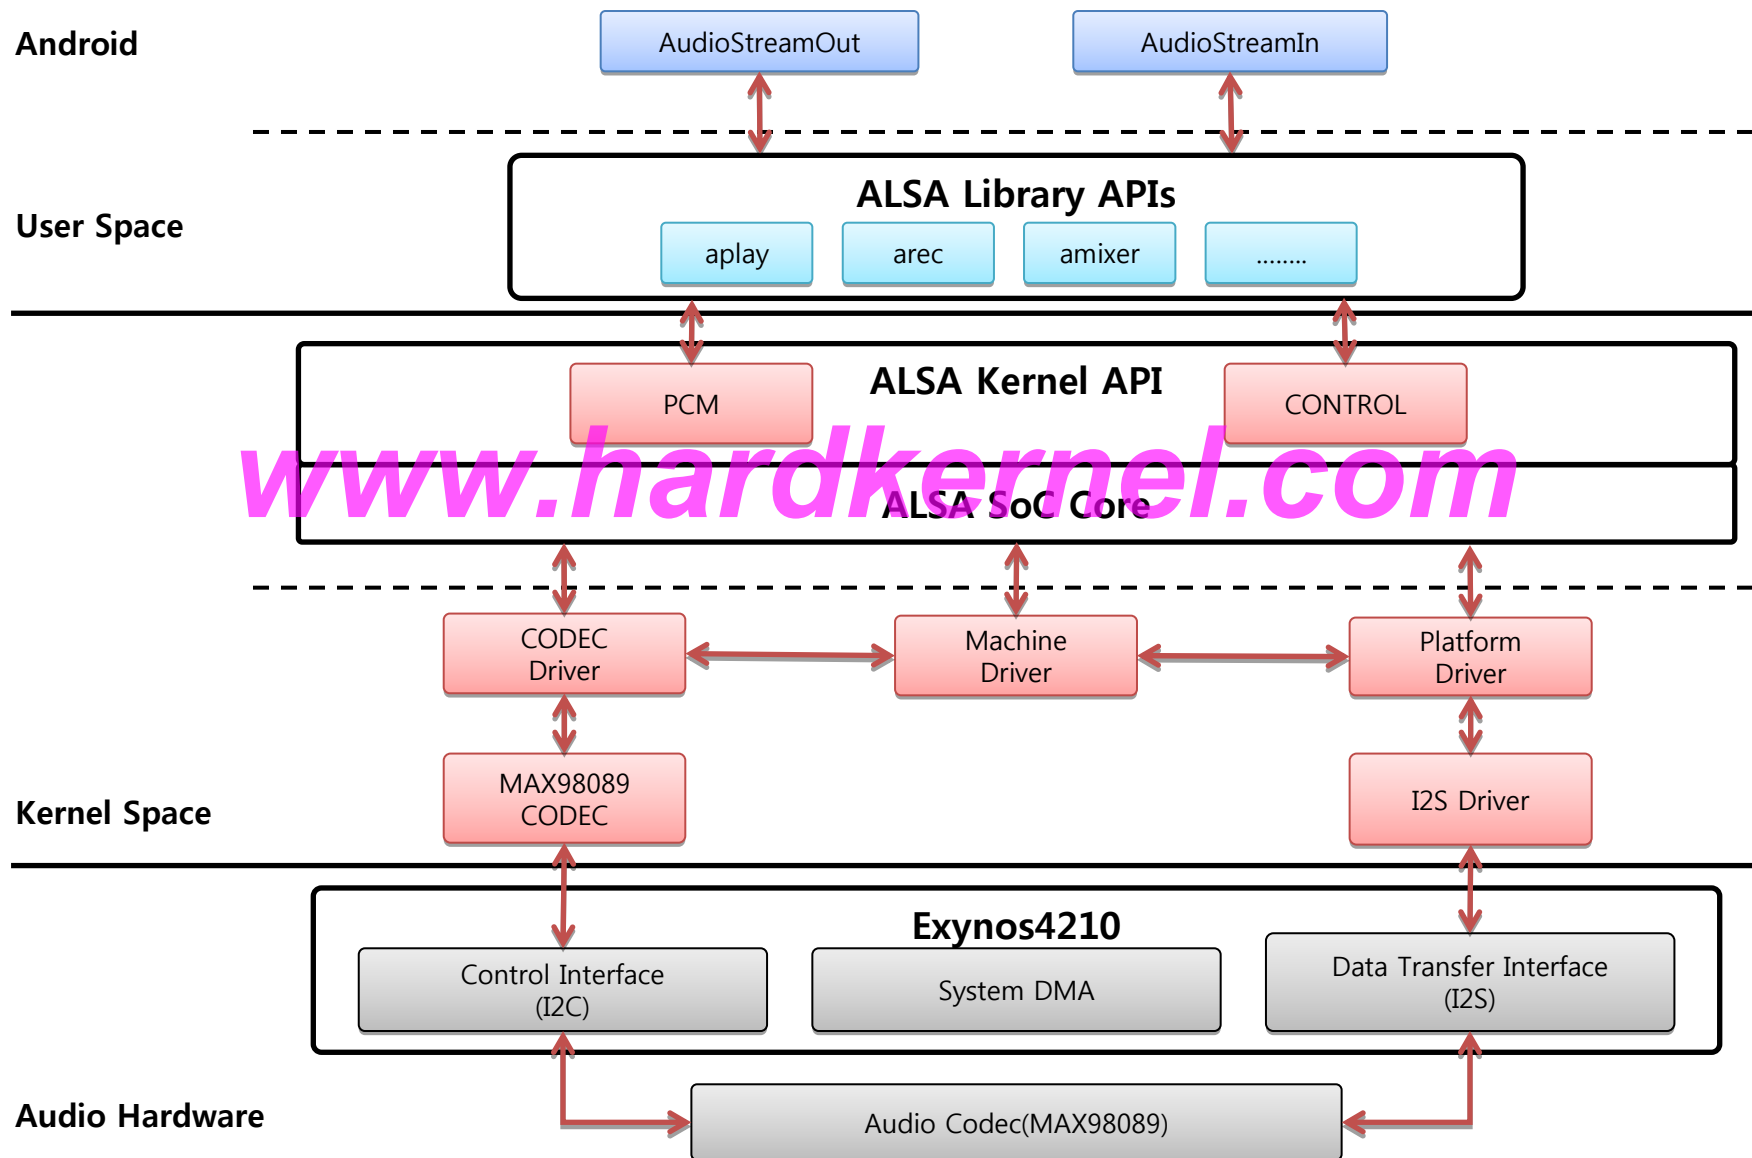 Android
AudioStreamOut
AudioStreamIn
ALSA Library APIs
User Space
aplay
arec
amixer
........
ALSA Kernel API
PCM
CONTROL
www.hardkernel.com
ALSA SoC Core
CODEC
Driver
Machine
Driver
Platform
Driver
MAX98089
CODEC
I2S Driver
Kernel Space
Exynos4210
Control Interface
(I2C)
System DMA
Data Transfer Interface
(I2S)
Audio Hardware
Audio Codec(MAX98089)